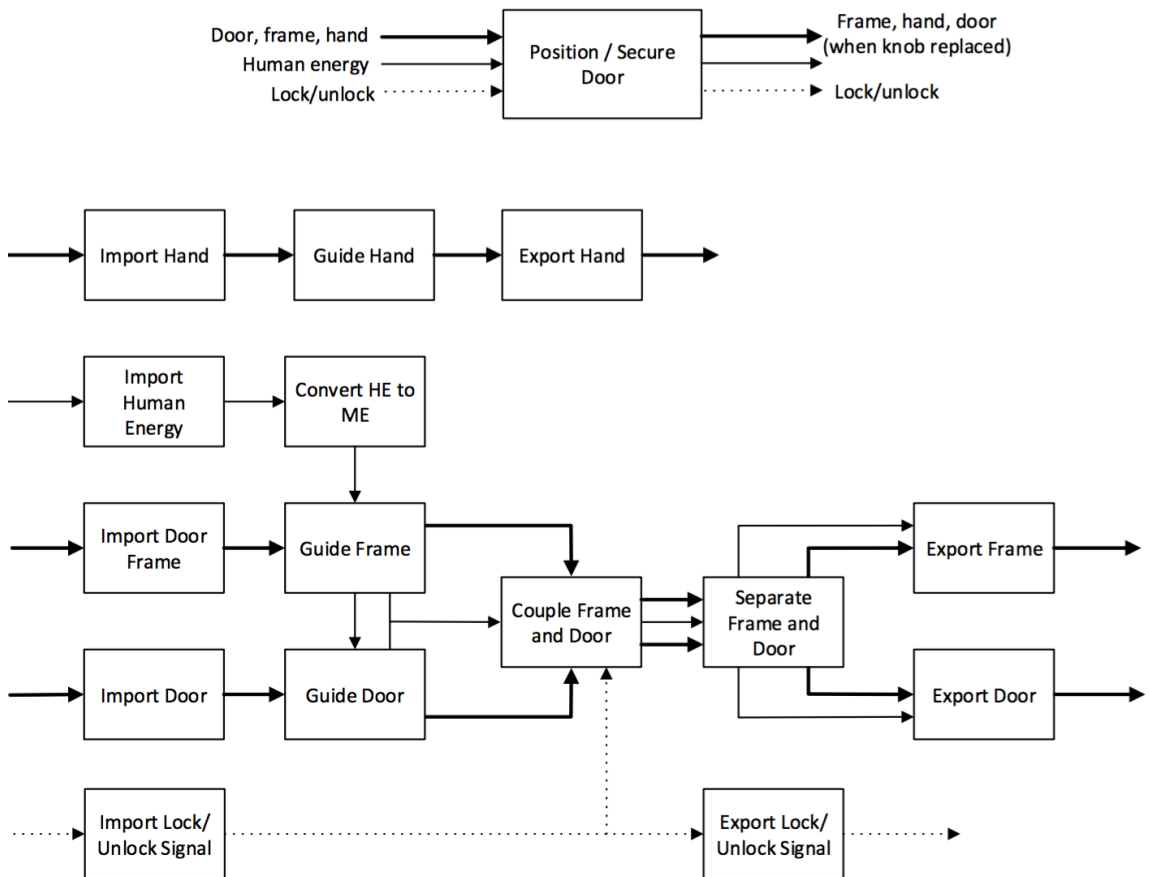 Door, frame, hand
Human energy
Lock/unlock
Position / Secure
Door
Frame, hand, door
(when knob replaced)
Lock/unlock
Import Hand
Guide Hand
Export Hand
Import
Human
Energy
Convert HE to
ME
Import Door
Frame
Guide Frame
Couple Frame
and Door
Separate
Frame and
Door
Export Frame
Import Door
Guide Door
Export Door
Import Lock/
Unlock Signal
Export Lock/
Unlock Signal